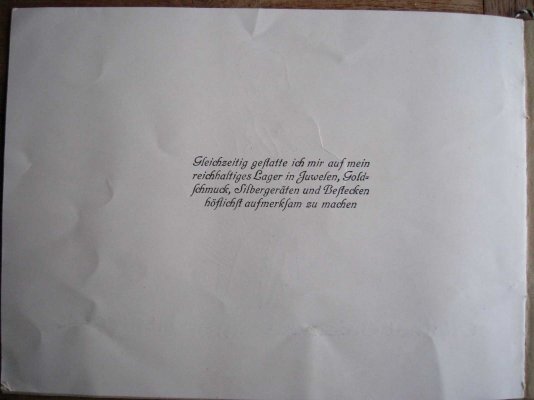 Gleichzeitig geſtatte ich mir auf mein
reichhaltiges Lager in Juwelen, Gold=
ſchmuck, Silbergeräten und Beſtecken
höflichſt aufmerkſam zu machen